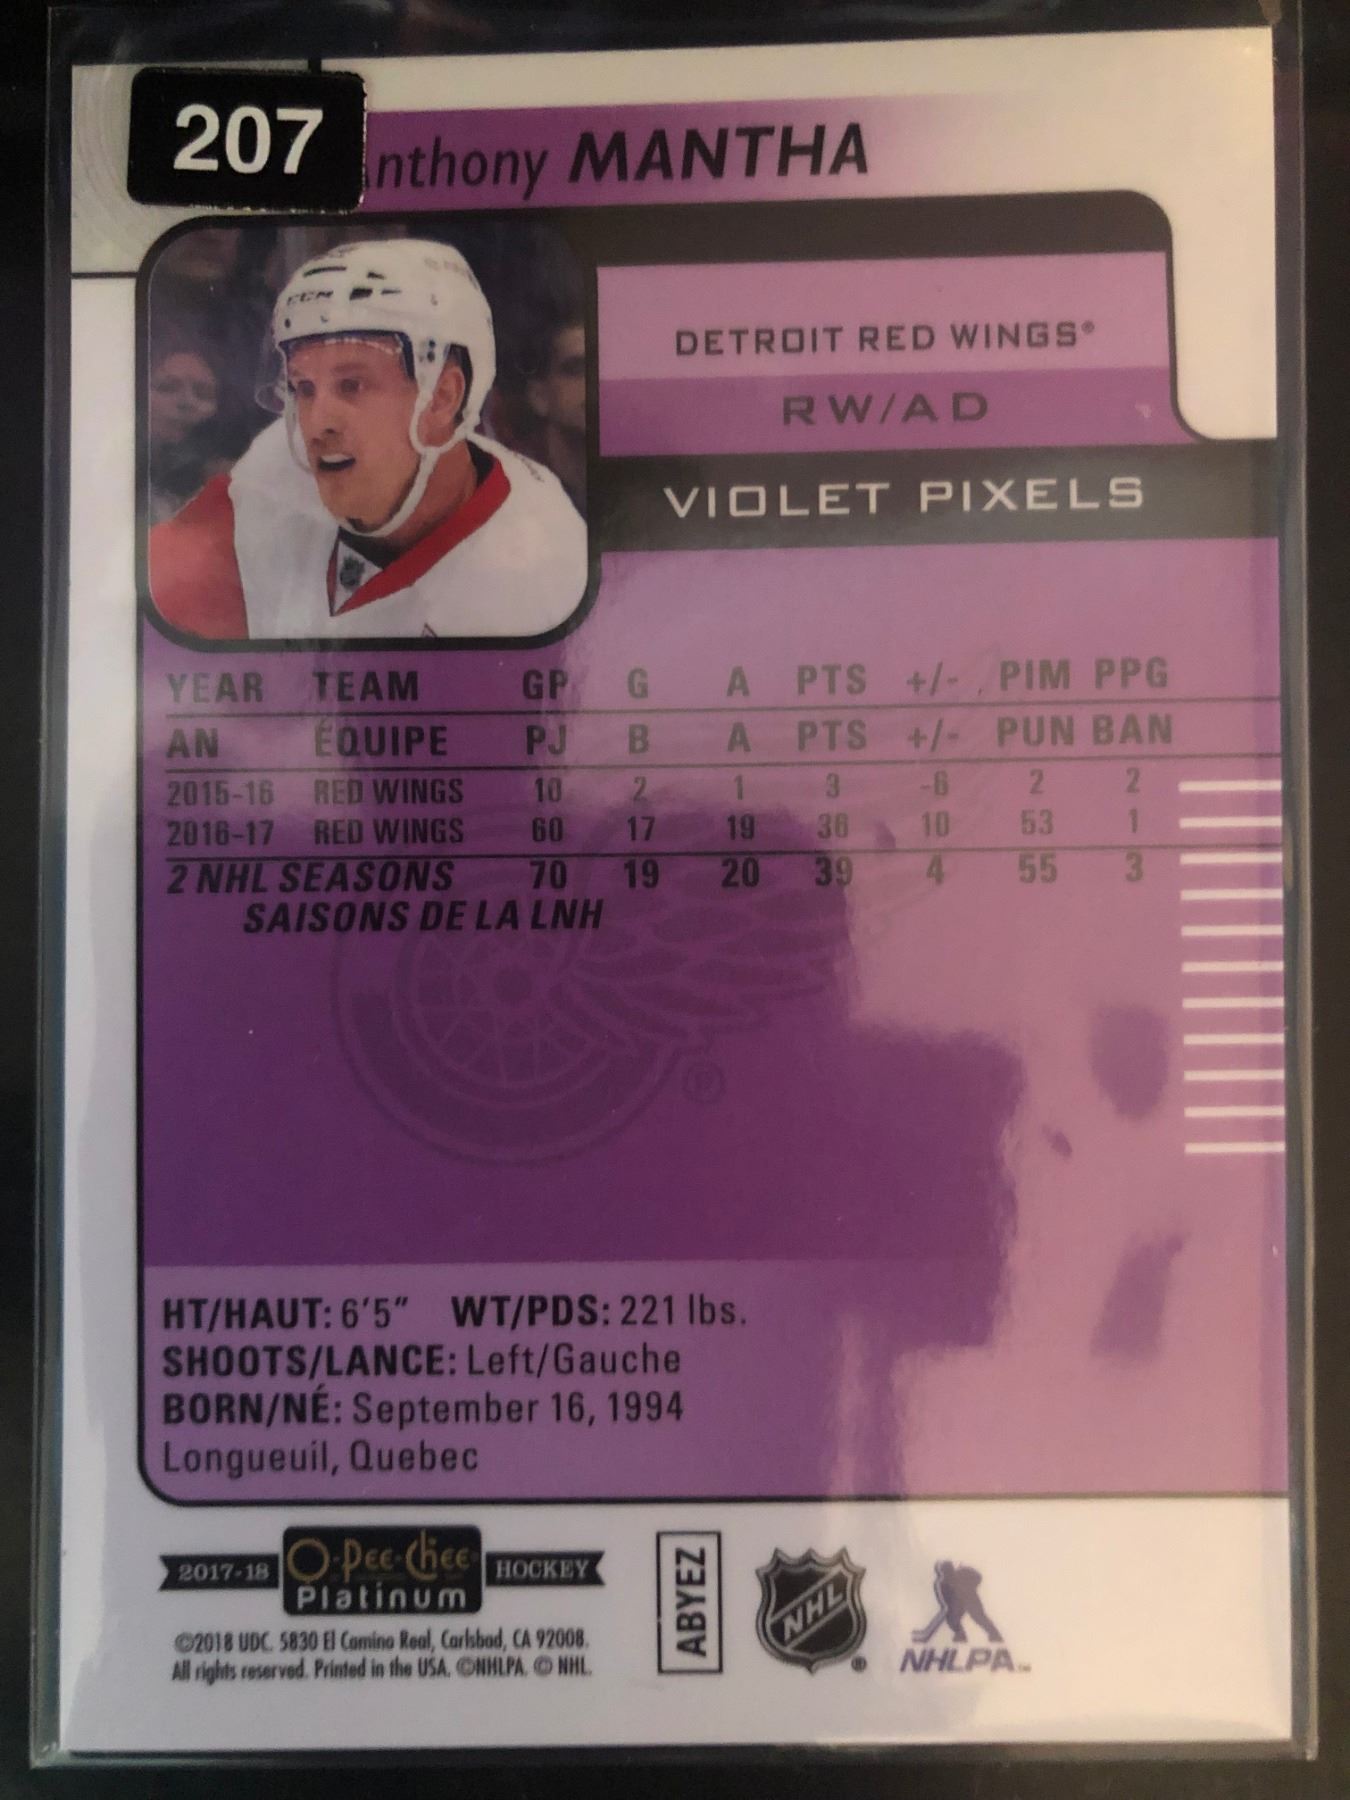 207
Anthony MANTHA
CCM
DETROIT RED WINGS®
RW/AD
VIOLET PIXELS
YEAR TEAM GP G A PTS +/- PIM PPG
AN ÉQUIPE PJ B A PTS +/- PUN BAN
2015-16 RED WINGS 10 2 1 3 -6 2 2
2016-17 RED WINGS 60 17 19 36 10 53 1
2 NHL SEASONS 70 19 20 39 4 55 3
SAISONS DE LA LNH
®
HT/HAUT: 6'5" WT/PDS: 221 lbs.
SHOOTS/LANCE: Left/Gauche
BORN/NÉ: September 16, 1994
Longueuil, Quebec
2017-18 O-Pee-Chee Platinum HOCKEY
©2018 UDC. 5830 El Camino Real, Carlsbad, CA 92008.
All rights reserved. Printed in the USA. ©NHLPA. © NHL.
ABYEZ
NHL®
NHLPA™